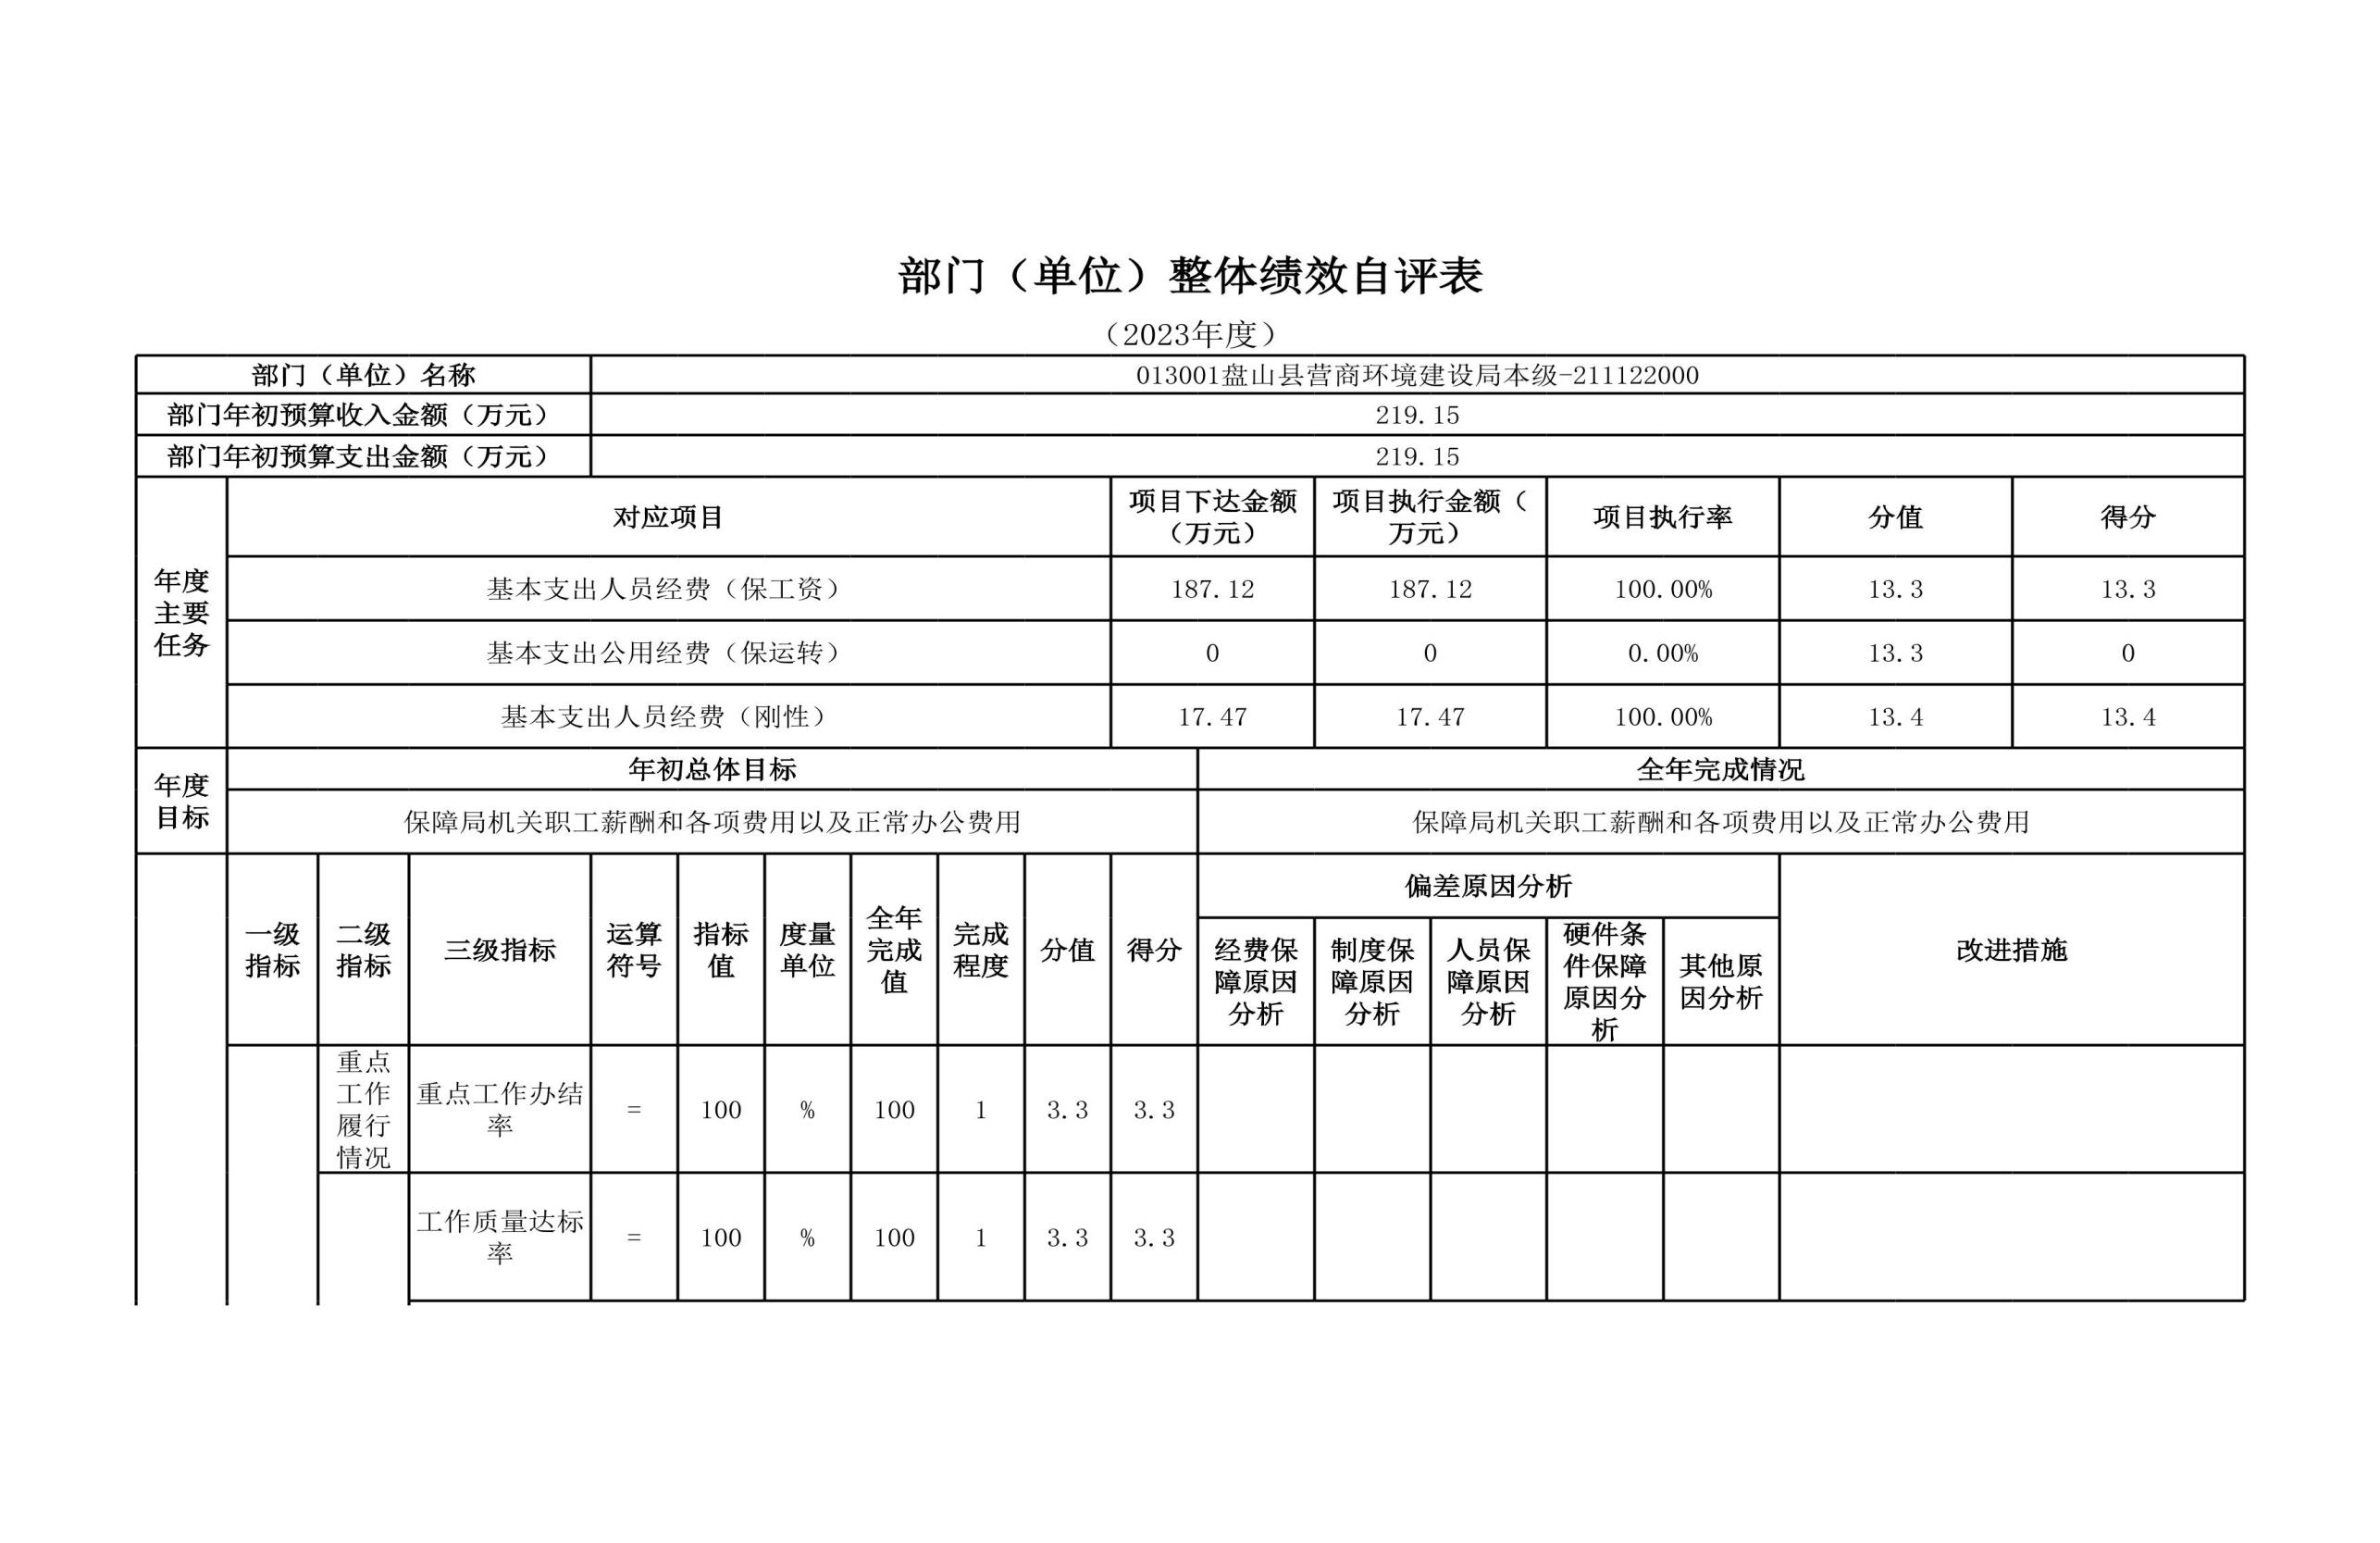 部门（单位）整体绩效自评表
（2023年度）
部门（单位）名称 013001盘山县营商环境建设局本级-211122000
部门年初预算收入金额（万元） 219.15
部门年初预算支出金额（万元） 219.15
年度
主要
任务
对应项目 项目下达金额
（万元） 项目执行金额（
万元） 项目执行率 分值 得分
基本支出人员经费（保工资） 187.12 187.12 100.00% 13.3 13.3
基本支出公用经费（保运转） 0 0 0.00% 13.3 0
基本支出人员经费（刚性） 17.47 17.47 100.00% 13.4 13.4
年度
目标
年初总体目标 全年完成情况
保障局机关职工薪酬和各项费用以及正常办公费用 保障局机关职工薪酬和各项费用以及正常办公费用
一级
指标
二级
指标
三级指标
运算
符号
指标
值
度量
单位
全年
完成
值
完成
程度
分值
得分
偏差原因分析
经费保
障原因
分析
制度保
障原因
分析
人员保
障原因
分析
硬件条
件保障
原因分
析
其他原
因分析
改进措施
重点
工作
履行
情况
重点工作办结
率
= 100 % 100 1 3.3 3.3
工作质量达标
率
= 100 % 100 1 3.3 3.3